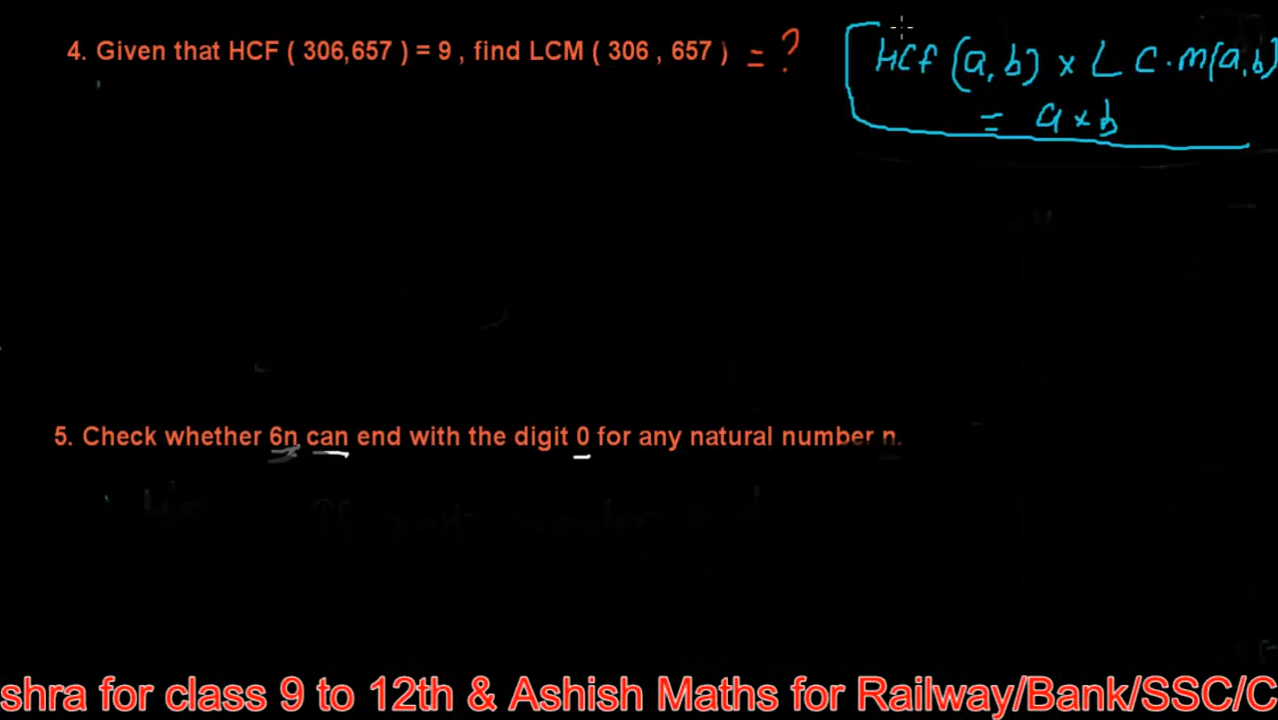 4. Given that HCF ( 306,657 ) = 9 , find LCM ( 306 , 657 ) = ?
HCf (a, b) × L C.m(a,b)
= a × b
5. Check whether 6n can end with the digit 0 for any natural number n.
shra for class 9 to 12th & Ashish Maths for Railway/Bank/SSC/C